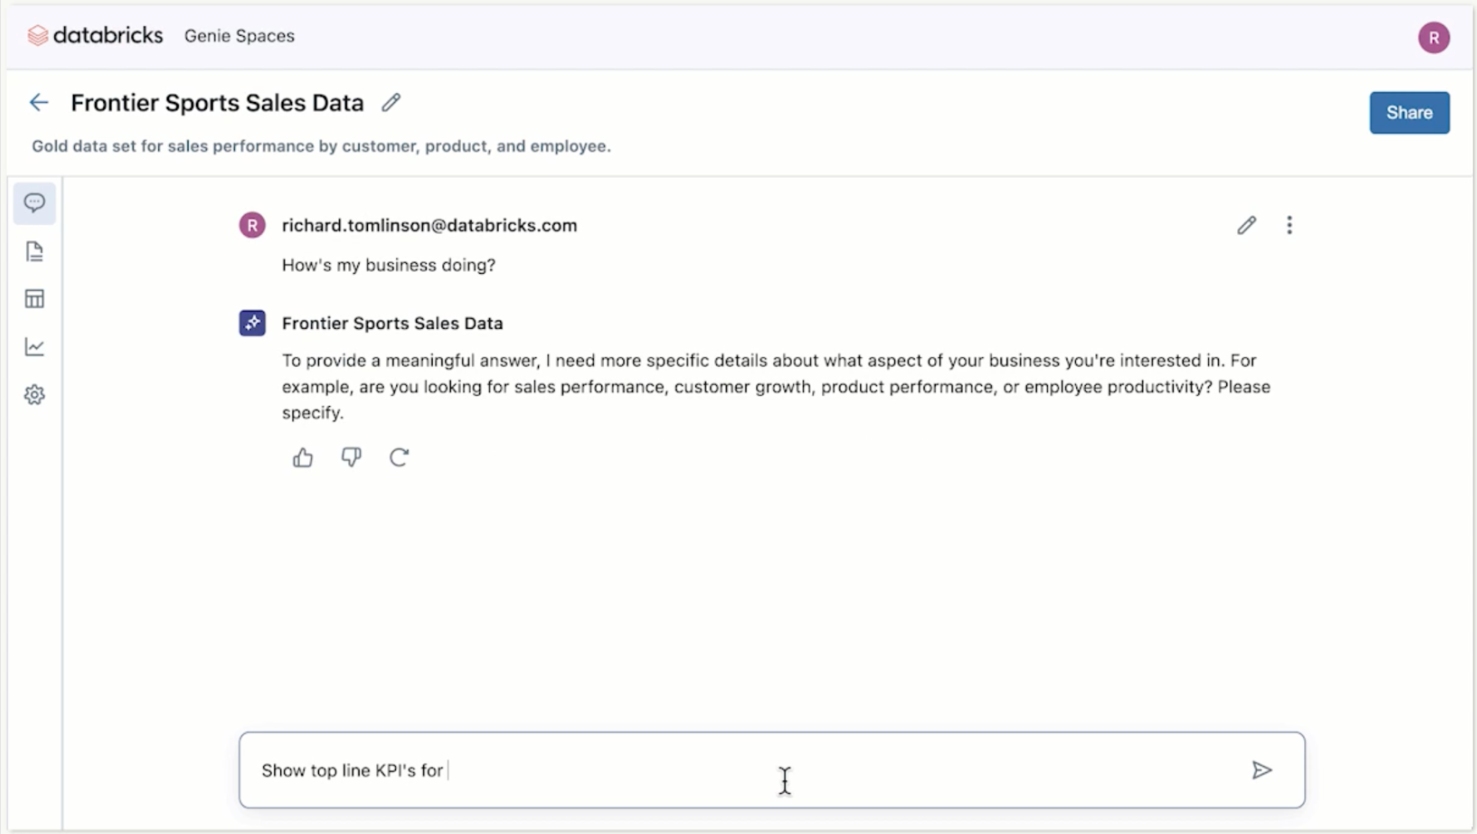 databricks Genie Spaces
R
Frontier Sports Sales Data
Share
Gold data set for sales performance by customer, product, and employee.
R richard.tomlinson@databricks.com
How's my business doing?
Frontier Sports Sales Data
To provide a meaningful answer, I need more specific details about what aspect of your business you're interested in. For
example, are you looking for sales performance, customer growth, product performance, or employee productivity? Please
specify.
Show top line KPI's for